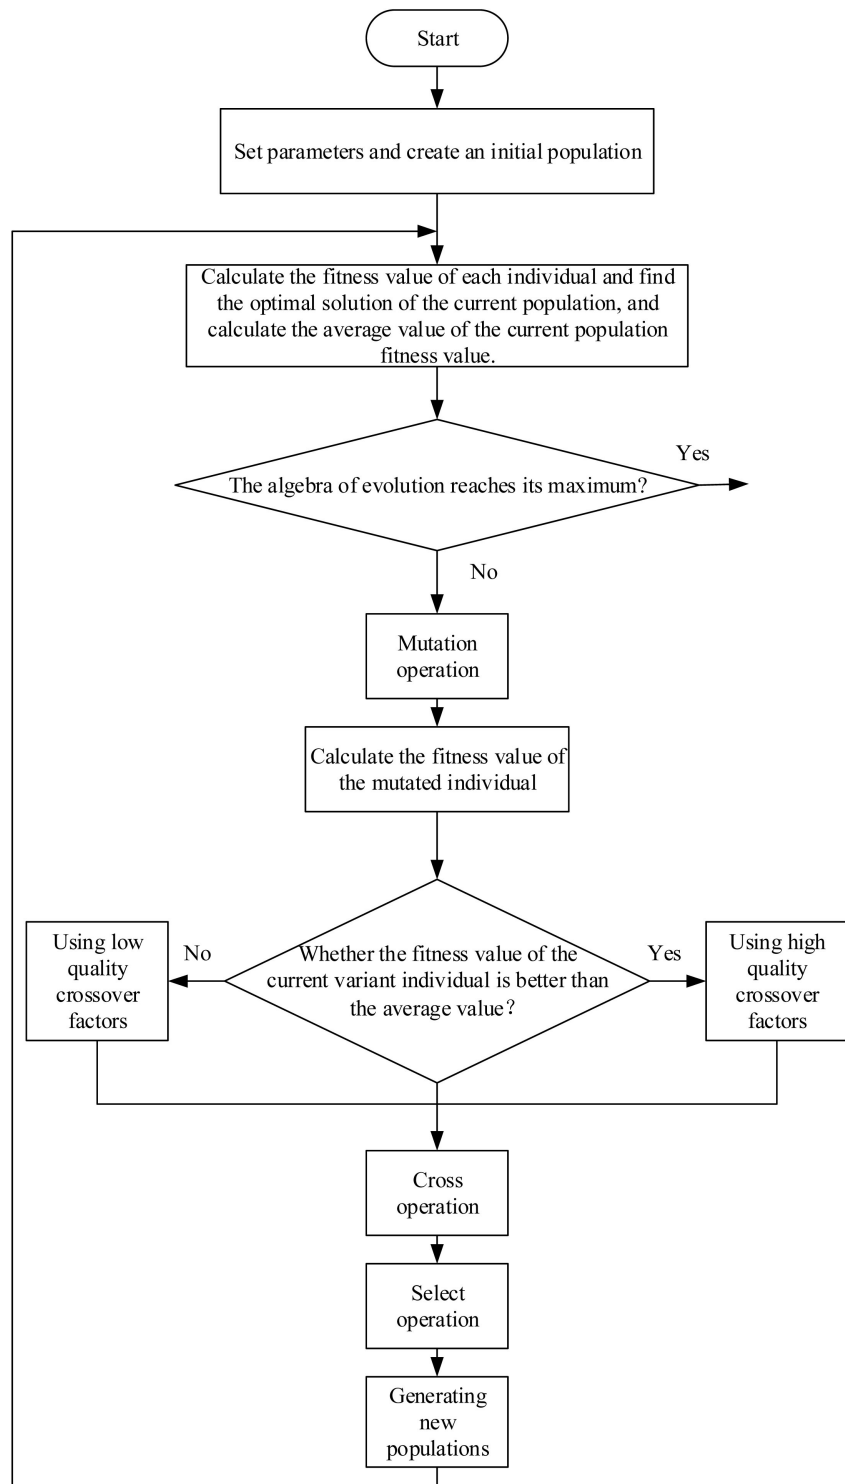 Start
Set parameters and create an initial population
Calculate the fitness value of each individual and find
the optimal solution of the current population, and
calculate the average value of the current population
fitness value.
Yes
The algebra of evolution reaches its maximum?
No
Mutation
operation
Calculate the fitness value of
the mutated individual
Using low
quality
crossover
factors
No
Whether the fitness value of the
current variant individual is better than
the average value?
Yes
Using high
quality
crossover
factors
Cross
operation
Select
operation
Generating
new
populations